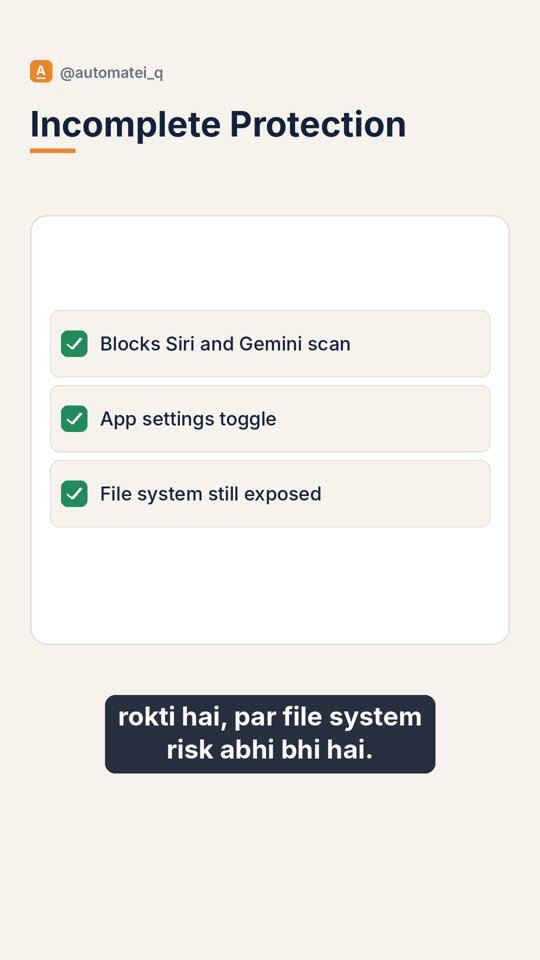 A
@automatei_q
Incomplete Protection
Blocks Siri and Gemini scan
App settings toggle
File system still exposed
rokti hai, par file system
risk abhi bhi hai.